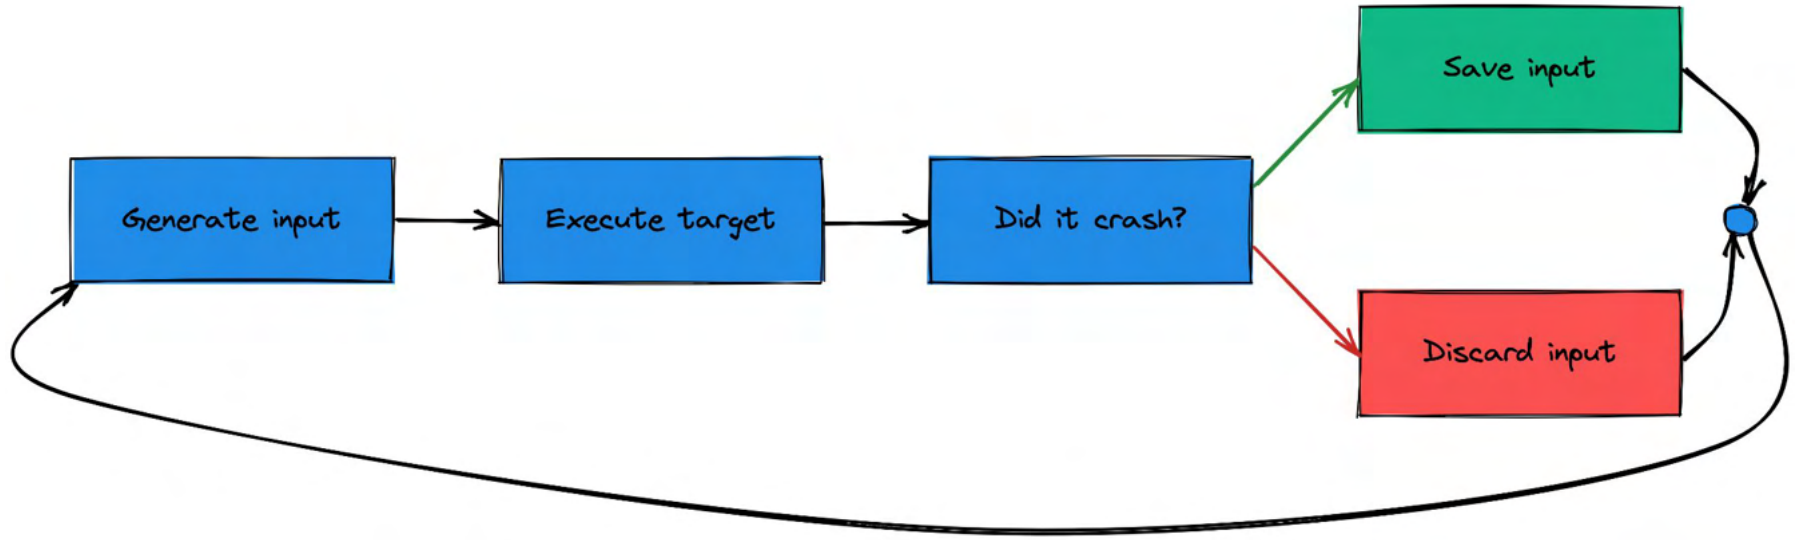 Save input
Generate input
Execute target
Did it crash?
Discard input